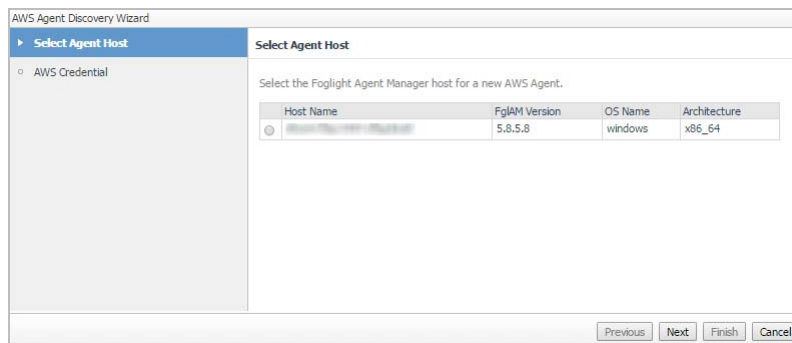 AWS Agent Discovery Wizard
Select Agent Host
AWS Credential
Select Agent Host
Select the Foglight Agent Manager host for a new AWS Agent.
Host Name FglAM Version OS Name Architecture
5.8.5.8 windows x86_64
Previous Next Finish Cancel